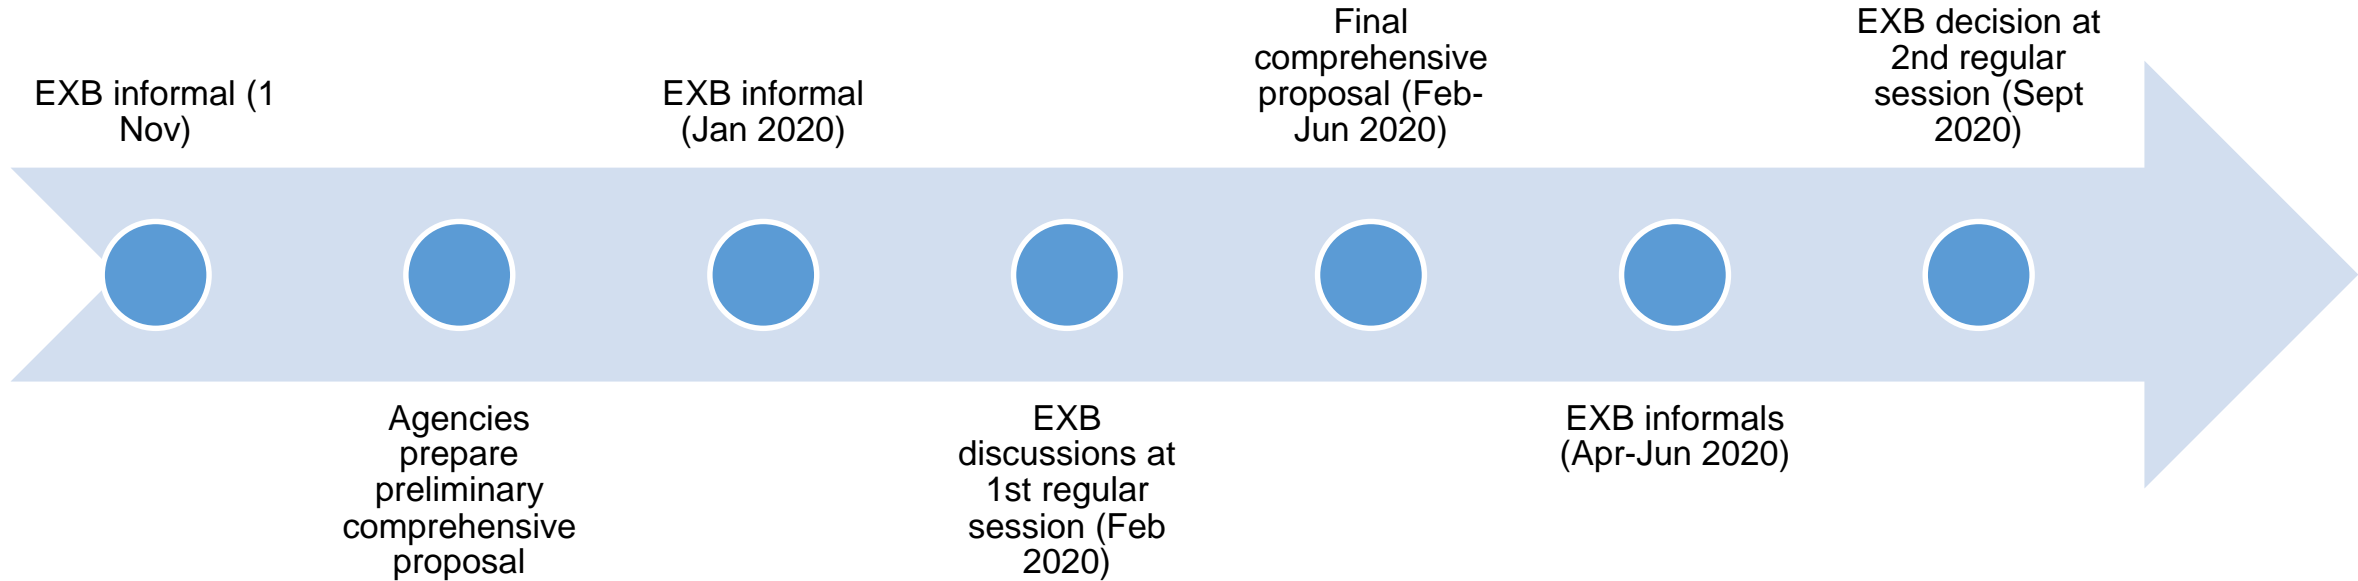 EXB informal (1
Nov)
Agencies
prepare
preliminary
comprehensive
proposal
EXB informal
(Jan 2020)
EXB
discussions at
1st regular
session (Feb
2020)
Final
comprehensive
proposal (Feb-
Jun 2020)
EXB informals
(Apr-Jun 2020)
EXB decision at
2nd regular
session (Sept
2020)